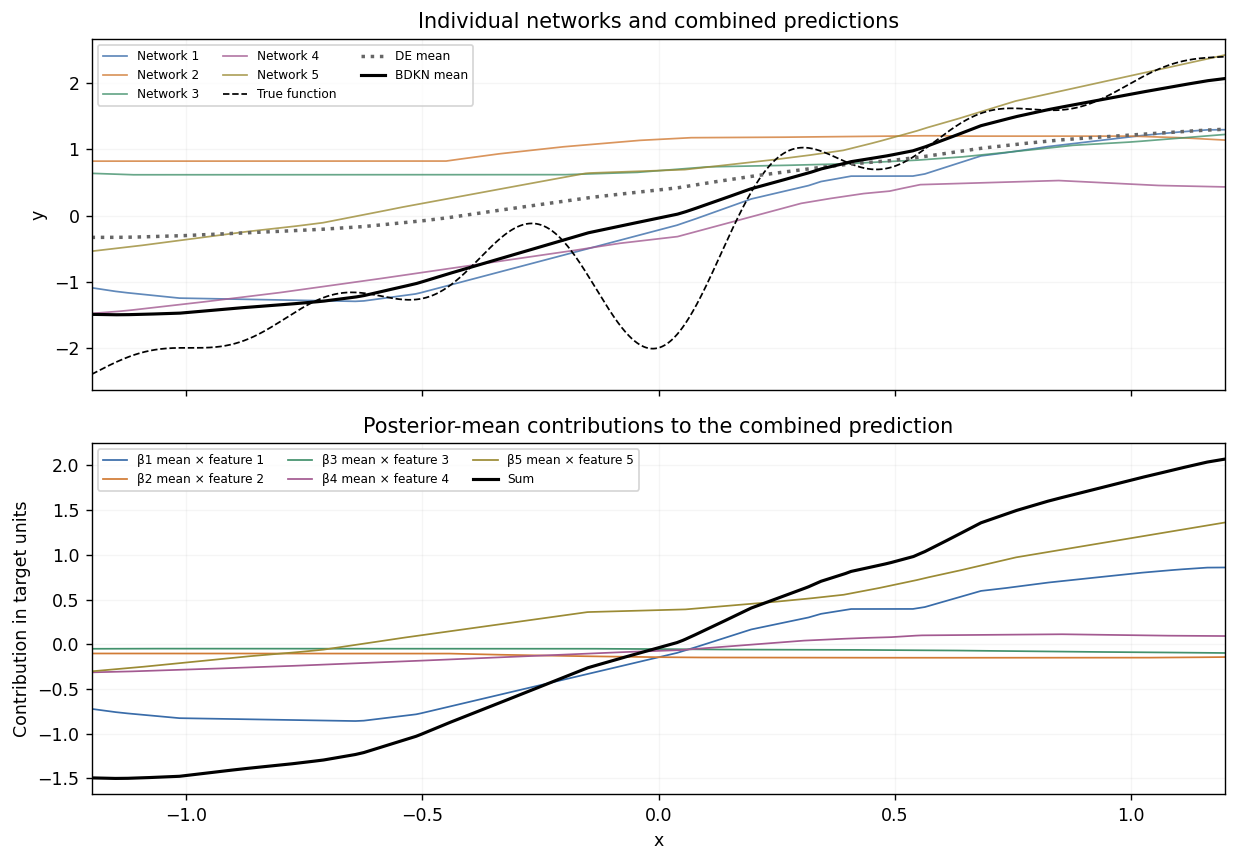 Individual networks and combined predictions
Network 1
Network 2
Network 3
Network 4
Network 5
True function
DE mean
BDKN mean
2
1
0
−1
−2
y
Posterior-mean contributions to the combined prediction
β1 mean × feature 1
β2 mean × feature 2
β3 mean × feature 3
β4 mean × feature 4
β5 mean × feature 5
Sum
2.0
1.5
1.0
0.5
0.0
−0.5
−1.0
−1.5
Contribution in target units
−1.0
−0.5
0.0
0.5
1.0
x